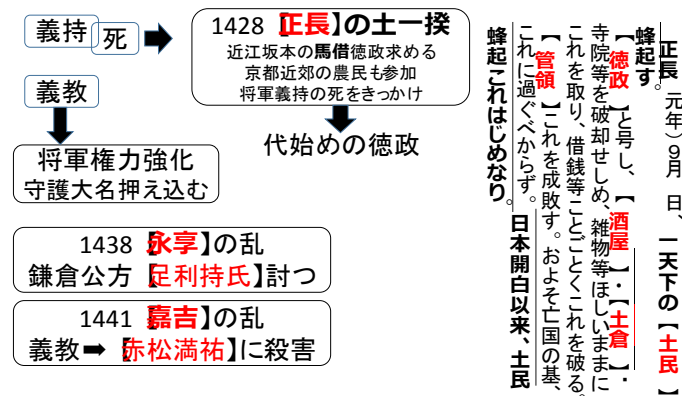 義持 死 ➡
1428【正長】の土一揆
近江坂本の馬借徳政求める
京都近郊の農民も参加
将軍義持の死をきっかけ
代始めの徳政
義教
将軍権力強化
守護大名押え込む
1438【永享】の乱
鎌倉公方【足利持氏】討つ
1441【嘉吉】の乱
義教➡【赤松満祐】に殺害
正長 元年）9月 日、一天下の【土民】
蜂起す。
【徳政】と号し、【酒屋】・【土倉】・
寺院等を破却せしめ、雑物等ほしいままに
これを取り、借銭等ことごとくこれを破る。
【管領】これを成敗す。およそ亡国の基、
これに過ぐべからず。日本開白以来、土民
蜂起これはじめなり。